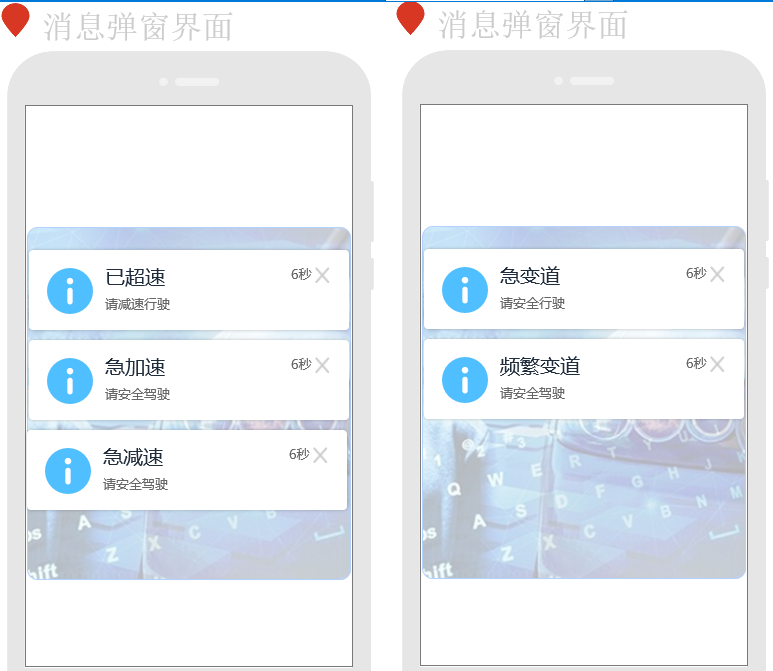 消息弹窗界面
已超速
6秒
请减速行驶
急加速
6秒
请安全驾驶
急减速
6秒
请安全驾驶
A S D
Z X C V B
shift
消息弹窗界面
急变道
6秒
请安全行驶
频繁变道
6秒
请安全驾驶
Q W E R T Y U
A S D F G H J
Z X C V B N M
shift